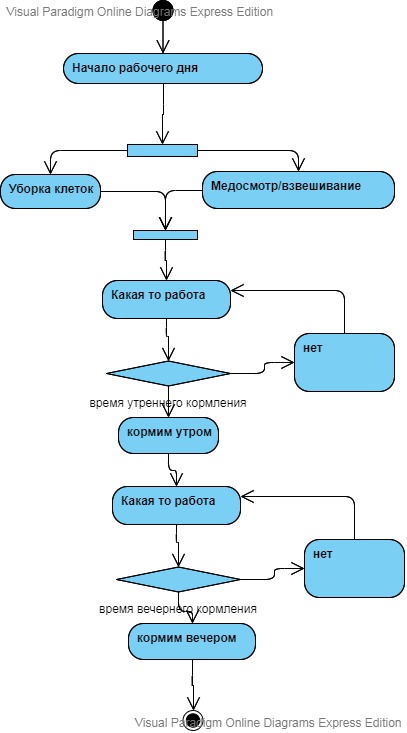 Visual Paradigm Online Diagrams Express Edition
Начало рабочего дня
Уборка клеток
Медосмотр/взвешивание
Какая то работа
нет
время утреннего кормления
кормим утром
Какая то работа
нет
время вечернего кормления
кормим вечером
Visual Paradigm Online Diagrams Express Edition